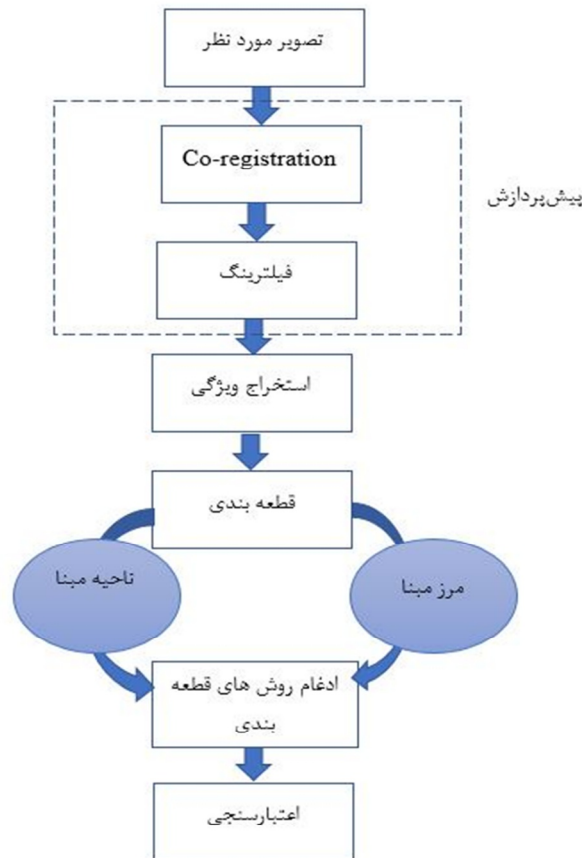 تصویر مورد نظر
Co-registration
پیش‌پردازش
فیلترینگ
استخراج ویژگی
قطعه بندی
مرز مبنا
ناحیه مبنا
ادغام روش های قطعه
بندی
اعتبارسنجی